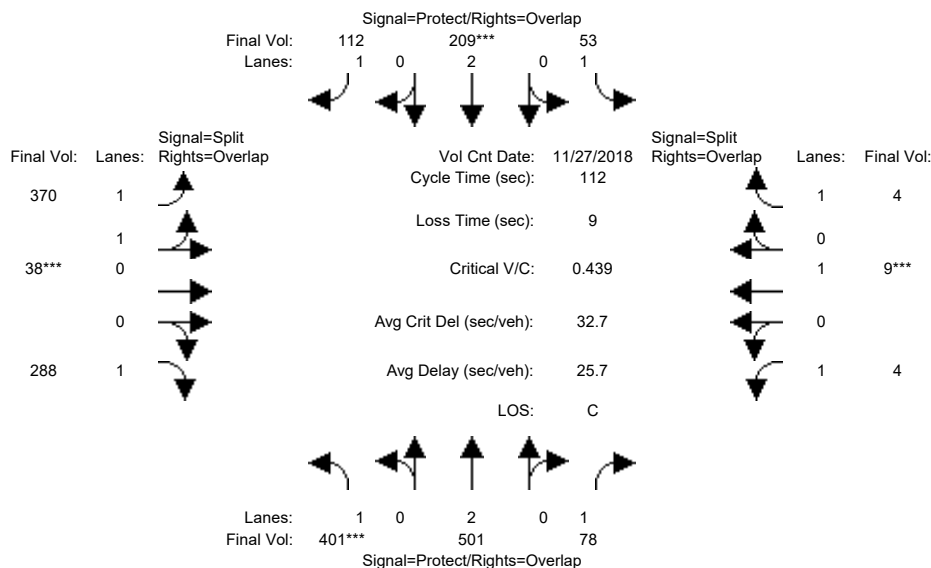 Signal=Protect/Rights=Overlap
Final Vol: 112 209*** 53
Lanes: 1 0 2 0 1
Signal=Split Signal=Split
Final Vol: Lanes: Rights=Overlap Vol Cnt Date: 11/27/2018 Rights=Overlap Lanes: Final Vol:
Cycle Time (sec): 112
370 1 1 4
Loss Time (sec): 9
1 0
38*** 0 Critical V/C: 0.439 1 9***
0 Avg Crit Del (sec/veh): 32.7 0
288 1 Avg Delay (sec/veh): 25.7 1 4
LOS: C
Lanes: 1 0 2 0 1
Final Vol: 401*** 501 78
Signal=Protect/Rights=Overlap